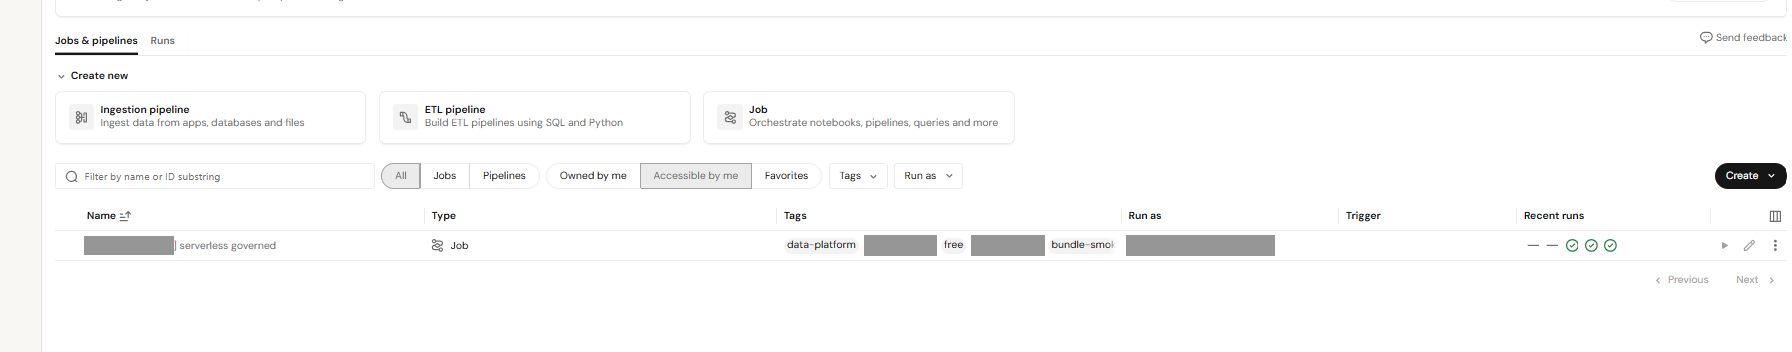 Jobs & pipelines Runs
Send feedback
Create new
Ingestion pipeline
Ingest data from apps, databases and files
ETL pipeline
Build ETL pipelines using SQL and Python
Job
Orchestrate notebooks, pipelines, queries and more
Filter by name or ID substring All Jobs Pipelines Owned by me Accessible by me Favorites Tags Run as Create
Name Type Tags Run as Trigger Recent runs
serverless governed Job data-platform free bundle-smok
Previous Next